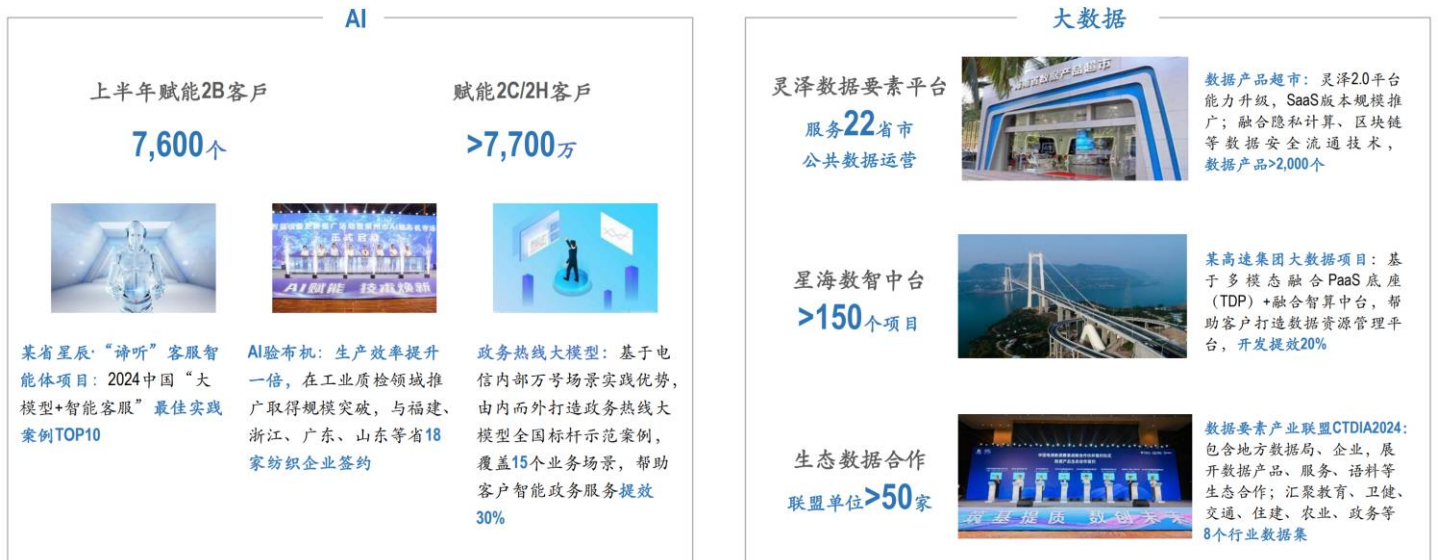 AI
上半年赋能2B客户
7,600个
赋能2C/2H客户
>7,700万
AI赋能 技惠焕新
某省星辰·“谛听”客服智
能体项目：2024中国“大
模型+智能客服”最佳实践
案例TOP10
AI验布机：生产效率提升
一倍，在工业质检领域推
广取得规模突破，与福建、
浙江、广东、山东等省18
家纺织企业签约
政务热线大模型：基于电
信内部万号场景实践优势，
由内而外打造政务热线大
模型全国标杆示范案例，
覆盖15个业务场景，帮助
客户智能政务服务提效
30%
大数据
灵泽数据要素平台
服务22省市
公共数据运营
数据产品超市：灵泽2.0平台
能力升级，SaaS版本规模推
广；融合隐私计算、区块链
等数据安全流通技术，
数据产品>2,000个
星海数智中台
>150个项目
某高速集团大数据项目：基
于多模态融合PaaS底座
（TDP）+融合智算中台，帮
助客户打造数据资源管理平
台，开发提效20%
生态数据合作
联盟单位>50家
筑基提质 数创未来
数据要素产业联盟CTDIA2024：
包含地方数据局、企业，展
开数据产品、服务、语料等
生态合作；汇聚教育、卫健、
交通、住建、农业、政务等
8个行业数据集